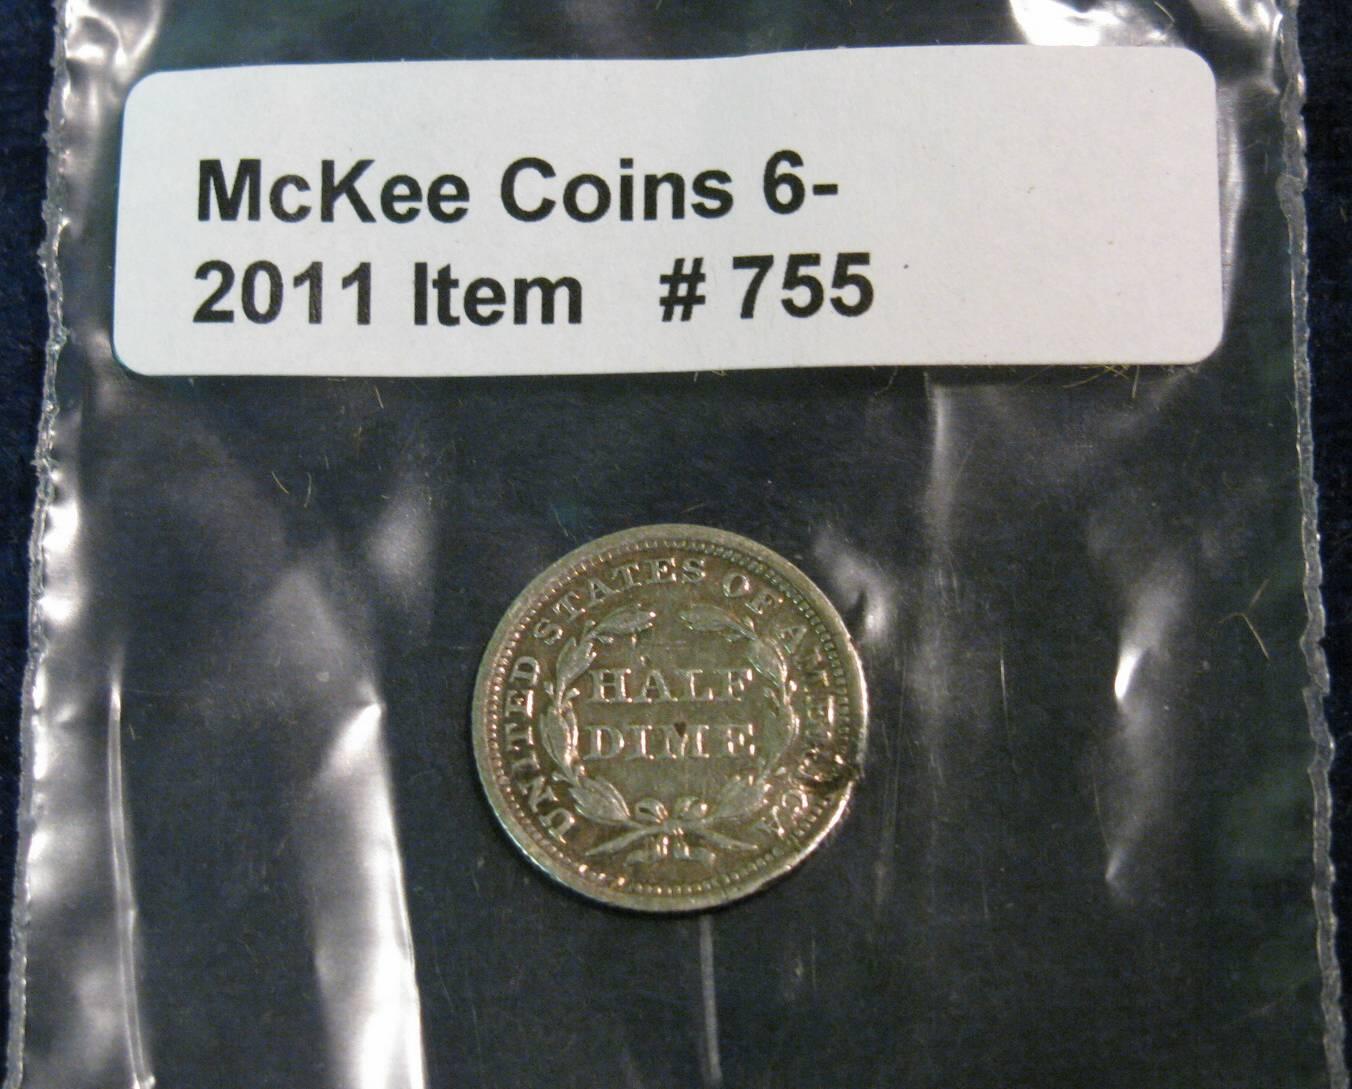 McKee Coins 6-
2011 Item # 755
UNITED STATES OF AMERICA
HALF
DIME